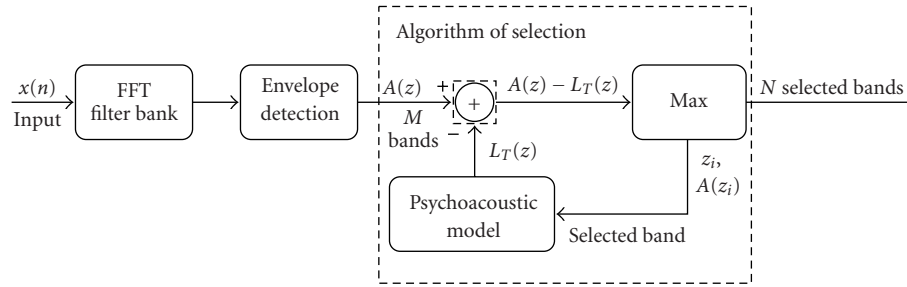 Algorithm of selection
x(n)
Input
FFT
filter bank
Envelope
detection
A(z)
M
bands
+
−
+
A(z) − L_T(z)
Max
N selected bands
L_T(z)
z_i,
A(z_i)
Psychoacoustic
model
Selected band